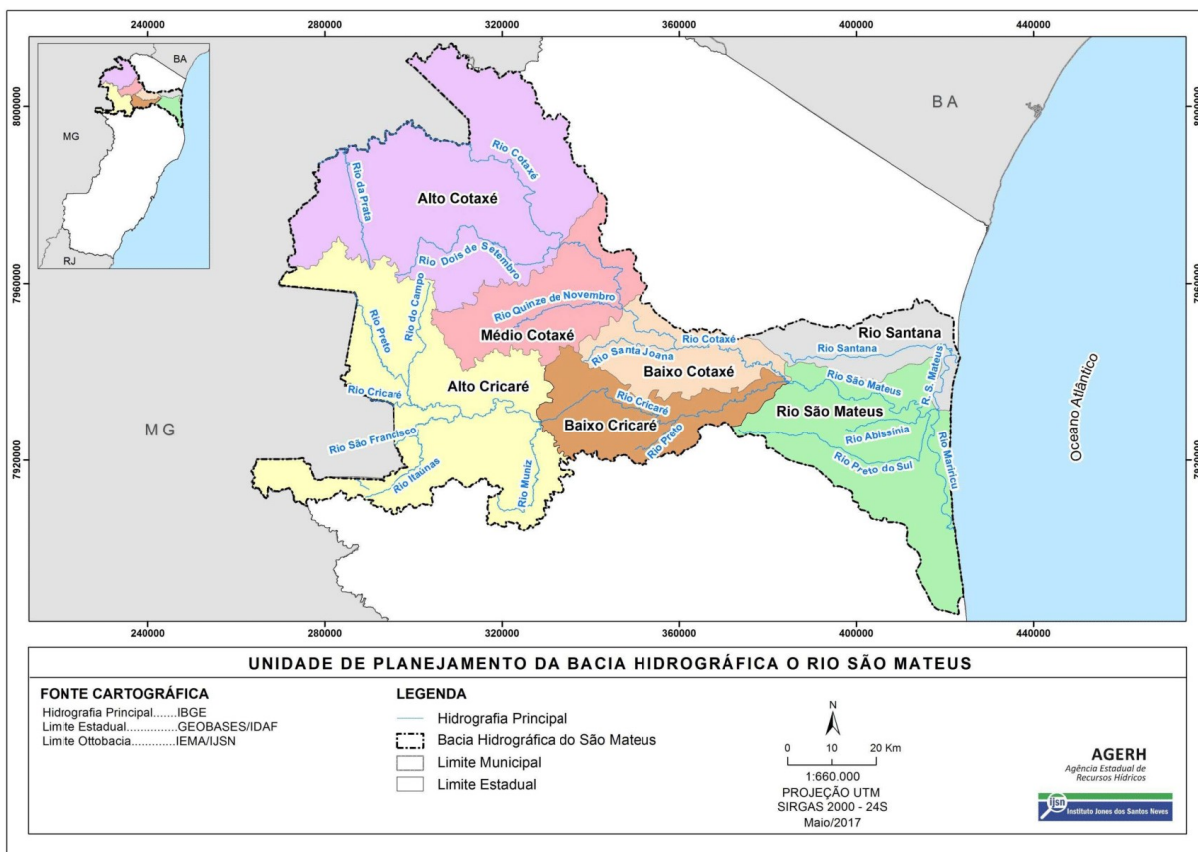 240000
280000
320000
360000
400000
440000
8000000
7960000
7920000
8000000
7960000
7920000
BA
MG
RJ
BA
MG
Oceano Atlântico
Alto Cotaxé
Rio Cotaxé
Rio da Prata
Rio Dois de Setembro
Rio do Campo
Rio Preto
Rio Quinze de Novembro
Médio Cotaxé
Rio Cotaxé
Rio Santa Joana
Baixo Cotaxé
Rio Santana
Rio Santana
R. S. Mateus
Rio São Mateus
Rio São Mateus
Alto Cricaré
Rio Cricaré
Rio Cricaré
Baixo Cricaré
Rio Preto
Rio Abissínia
Rio Preto do Sul
Rio Mariricu
Rio São Francisco
Rio Itaúnas
Rio Muniz
240000
280000
320000
360000
400000
440000
UNIDADE DE PLANEJAMENTO DA BACIA HIDROGRÁFICA O RIO SÃO MATEUS
FONTE CARTOGRÁFICA
Hidrografia Principal.......IBGE
Limite Estadual..............GEOBASES/IDAF
Limite Ottobacia............IEMA/IJSN
LEGENDA
Hidrografia Principal
Bacia Hidrográfica do São Mateus
Limite Municipal
Limite Estadual
N
0 10 20 Km
1:660.000
PROJEÇÃO UTM
SIRGAS 2000 - 24S
Maio/2017
AGERH
Agência Estadual de
Recursos Hídricos
ijsn
Instituto Jones dos Santos Neves